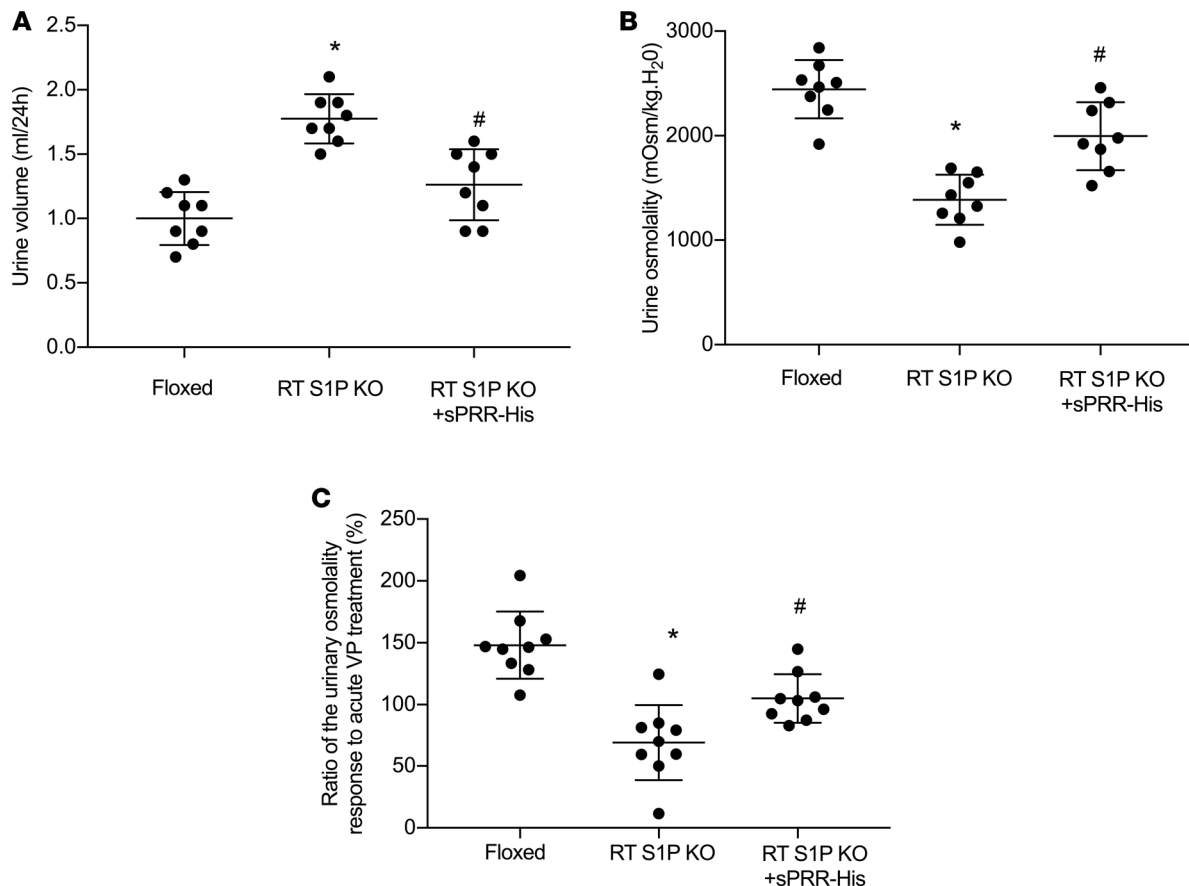 A
Urine volume (ml/24h)
2.5
2.0
1.5
1.0
0.5
0.0
*
#
Floxed
RT S1P KO
RT S1P KO
+sPRR-His
B
Urine osmolality (mOsm/kg.H₂0)
3000
2000
1000
0
*
#
Floxed
RT S1P KO
RT S1P KO
+sPRR-His
C
Ratio of the urinary osmolality
response to acute VP treatment (%)
250
200
150
100
50
0
*
#
Floxed
RT S1P KO
RT S1P KO
+sPRR-His